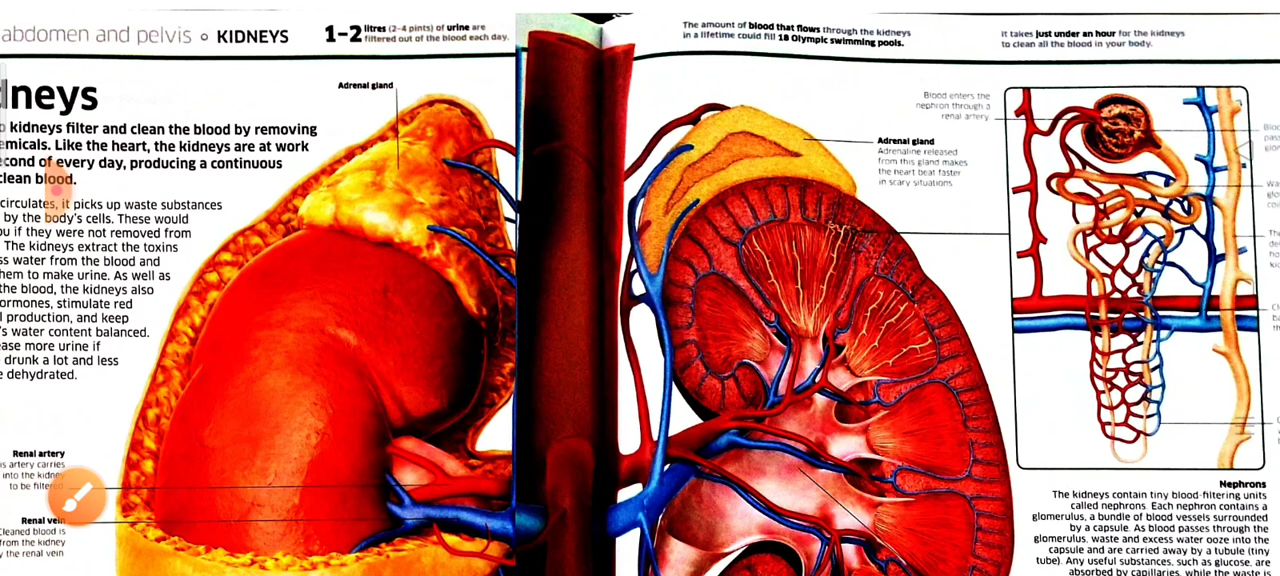 abdomen and pelvis ○ KIDNEYS
1–2 litres (2–4 pints) of urine are
filtered out of the blood each day.
The amount of blood that flows through the kidneys
in a lifetime could fill 18 Olympic swimming pools.
It takes just under an hour for the kidneys
to clean all the blood in your body.
dneys
kidneys filter and clean the blood by removing
emicals. Like the heart, the kidneys are at work
econd of every day, producing a continuous
clean blood.
circulates, it picks up waste substances
by the body's cells. These would
ou if they were not removed from
The kidneys extract the toxins
ss water from the blood and
hem to make urine. As well as
the blood, the kidneys also
ormones, stimulate red
l production, and keep
's water content balanced.
ease more urine if
drunk a lot and less
e dehydrated.
Renal artery
is artery carries
into the kidney
to be filtered
Renal vein
Cleaned blood is
from the kidney
y the renal vein
Adrenal gland
Adrenal gland
Adrenaline released
from this gland makes
the heart beat faster
in scary situations
Blood enters the
nephron through a
renal artery
Nephrons
The kidneys contain tiny blood-filtering units
called nephrons. Each nephron contains a
glomerulus, a bundle of blood vessels surrounded
by a capsule. As blood passes through the
glomerulus, waste and excess water ooze into the
capsule and are carried away by a tubule (tiny
tube). Any useful substances, such as glucose, are
absorbed by capillaries, while the waste is